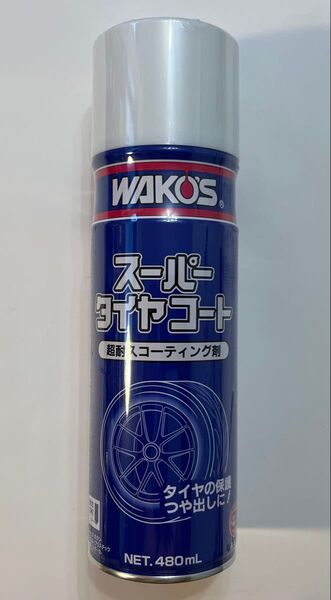 WAKO'S®
スーパー
タイヤコート
超耐久コーティング剤
タイヤの保護
つや出しに!
NET. 480mL